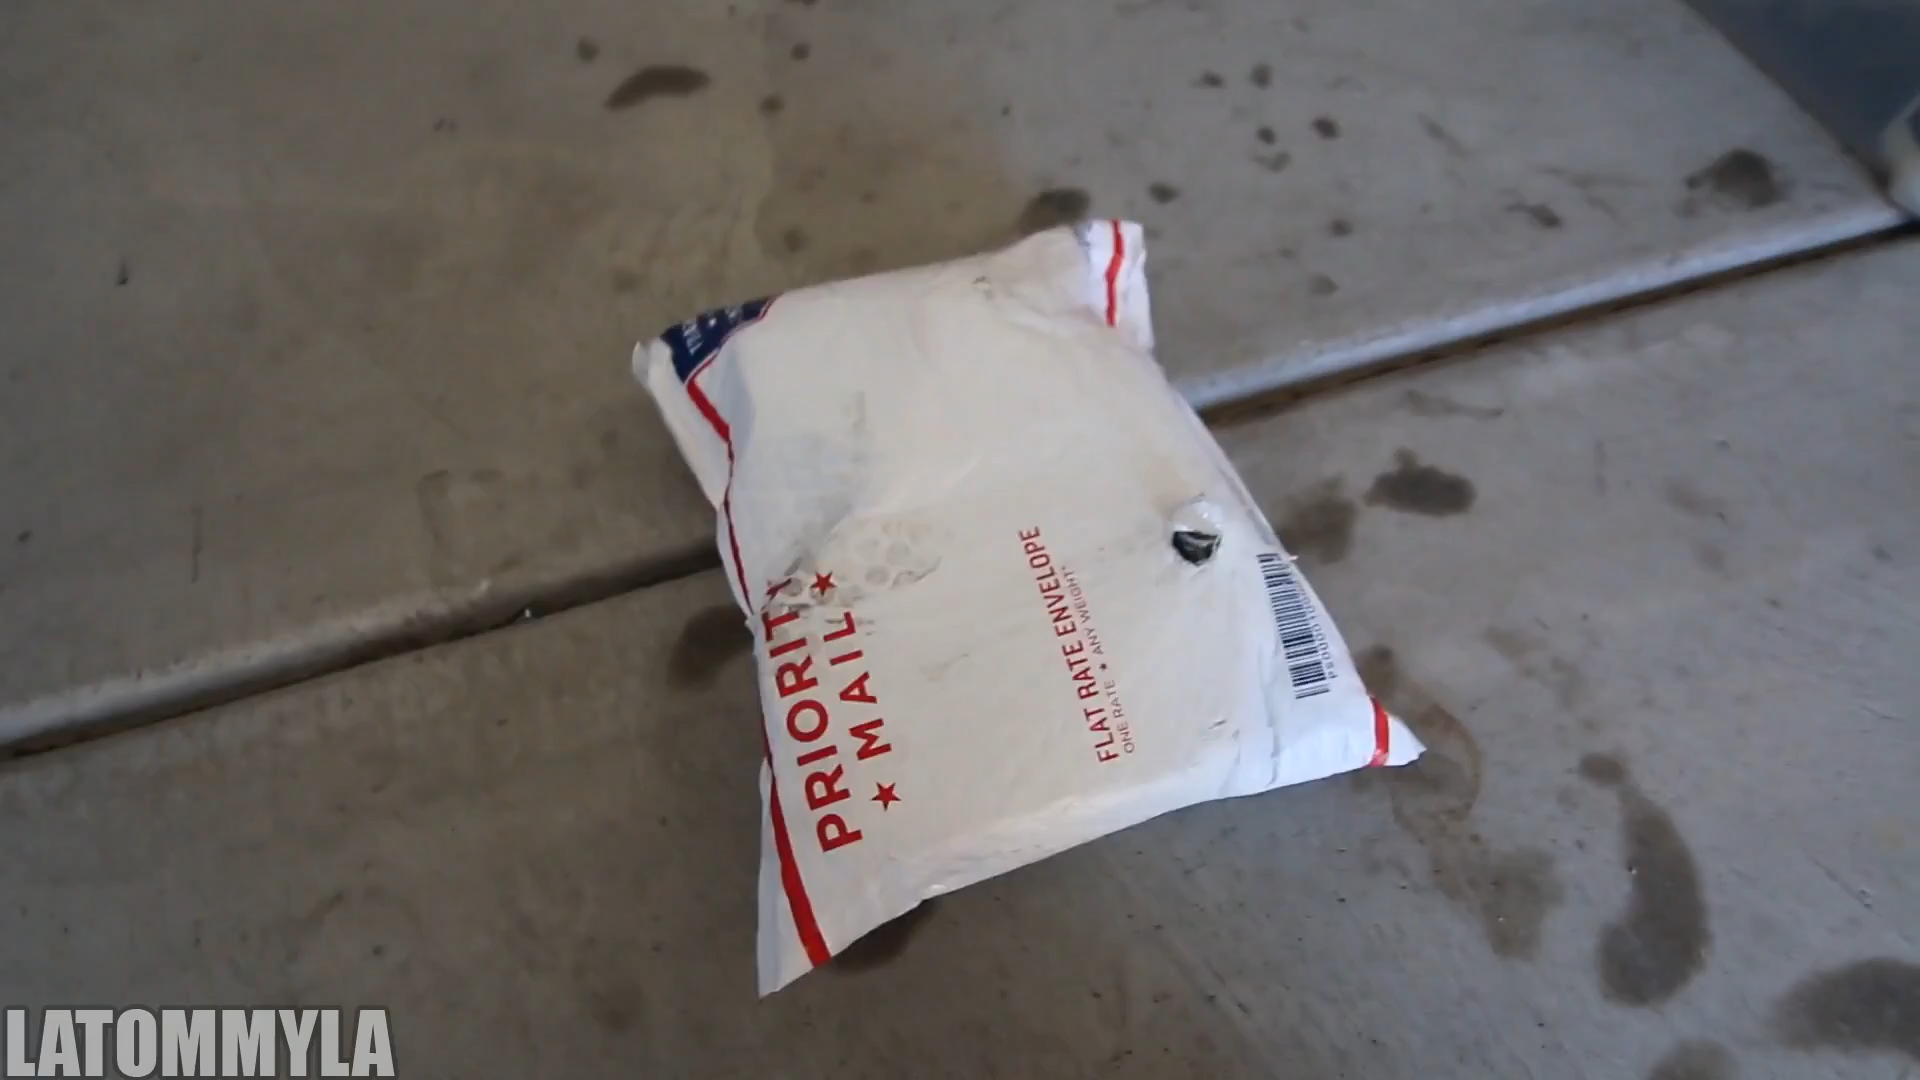 PRIORITY
★ MAIL ★
FLAT RATE ENVELOPE
ONE RATE ★ ANY WEIGHT*
LATOMMYLA